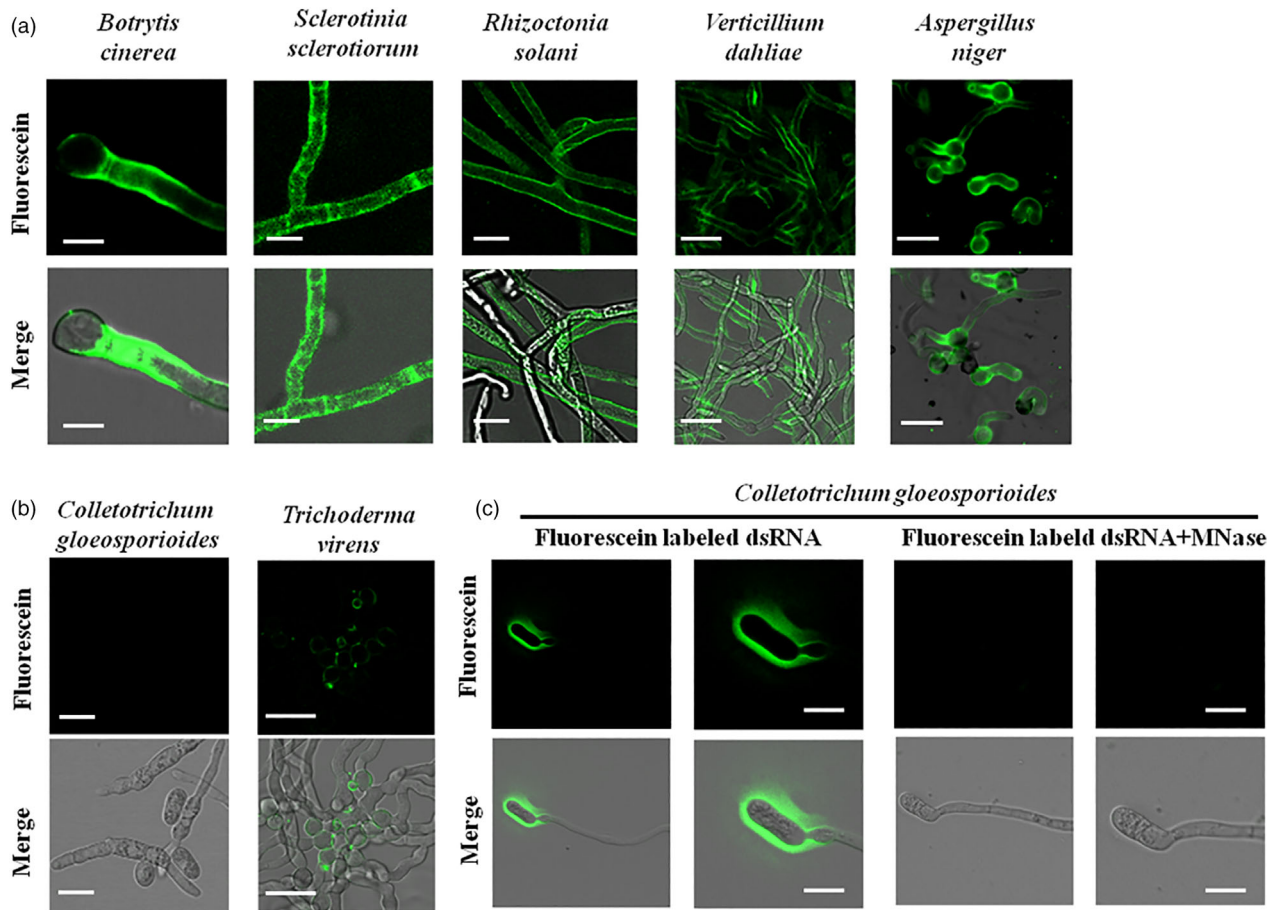 (a)
Botrytis
cinerea
Sclerotinia
sclerotiorum
Rhizoctonia
solani
Verticillium
dahliae
Aspergillus
niger
Fluorescein
Merge
(b)
Colletotrichum
gloeosporioides
Trichoderma
virens
Fluorescein
Merge
(c)
Colletotrichum gloeosporioides
Fluorescein labeled dsRNA
Fluorescein labeld dsRNA+MNase
Fluorescein
Merge